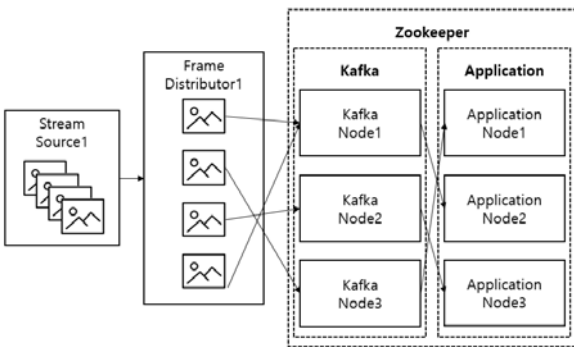 Zookeeper
Frame
Distributor1
Kafka
Application
Stream
Source1
Kafka
Node1
Application
Node1
Kafka
Node2
Application
Node2
Kafka
Node3
Application
Node3